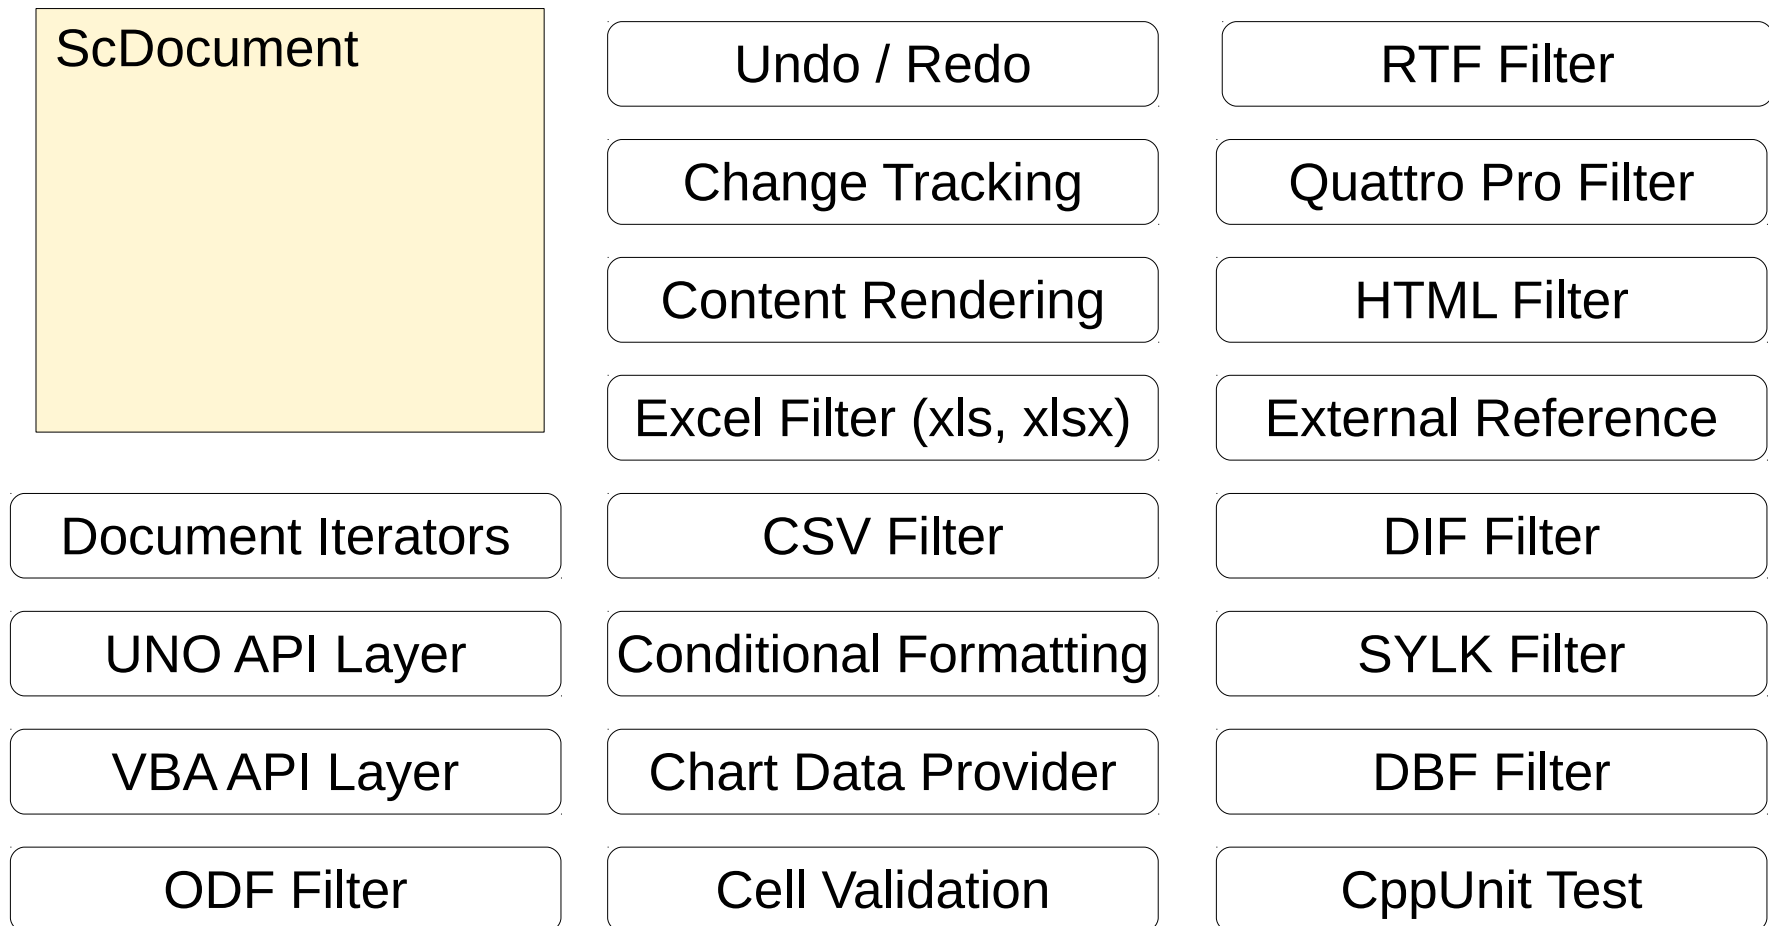 ScDocument
Document Iterators
UNO API Layer
VBA API Layer
ODF Filter
Undo / Redo
Change Tracking
Content Rendering
Excel Filter (xls, xlsx)
CSV Filter
Conditional Formatting
Chart Data Provider
Cell Validation
RTF Filter
Quattro Pro Filter
HTML Filter
External Reference
DIF Filter
SYLK Filter
DBF Filter
CppUnit Test